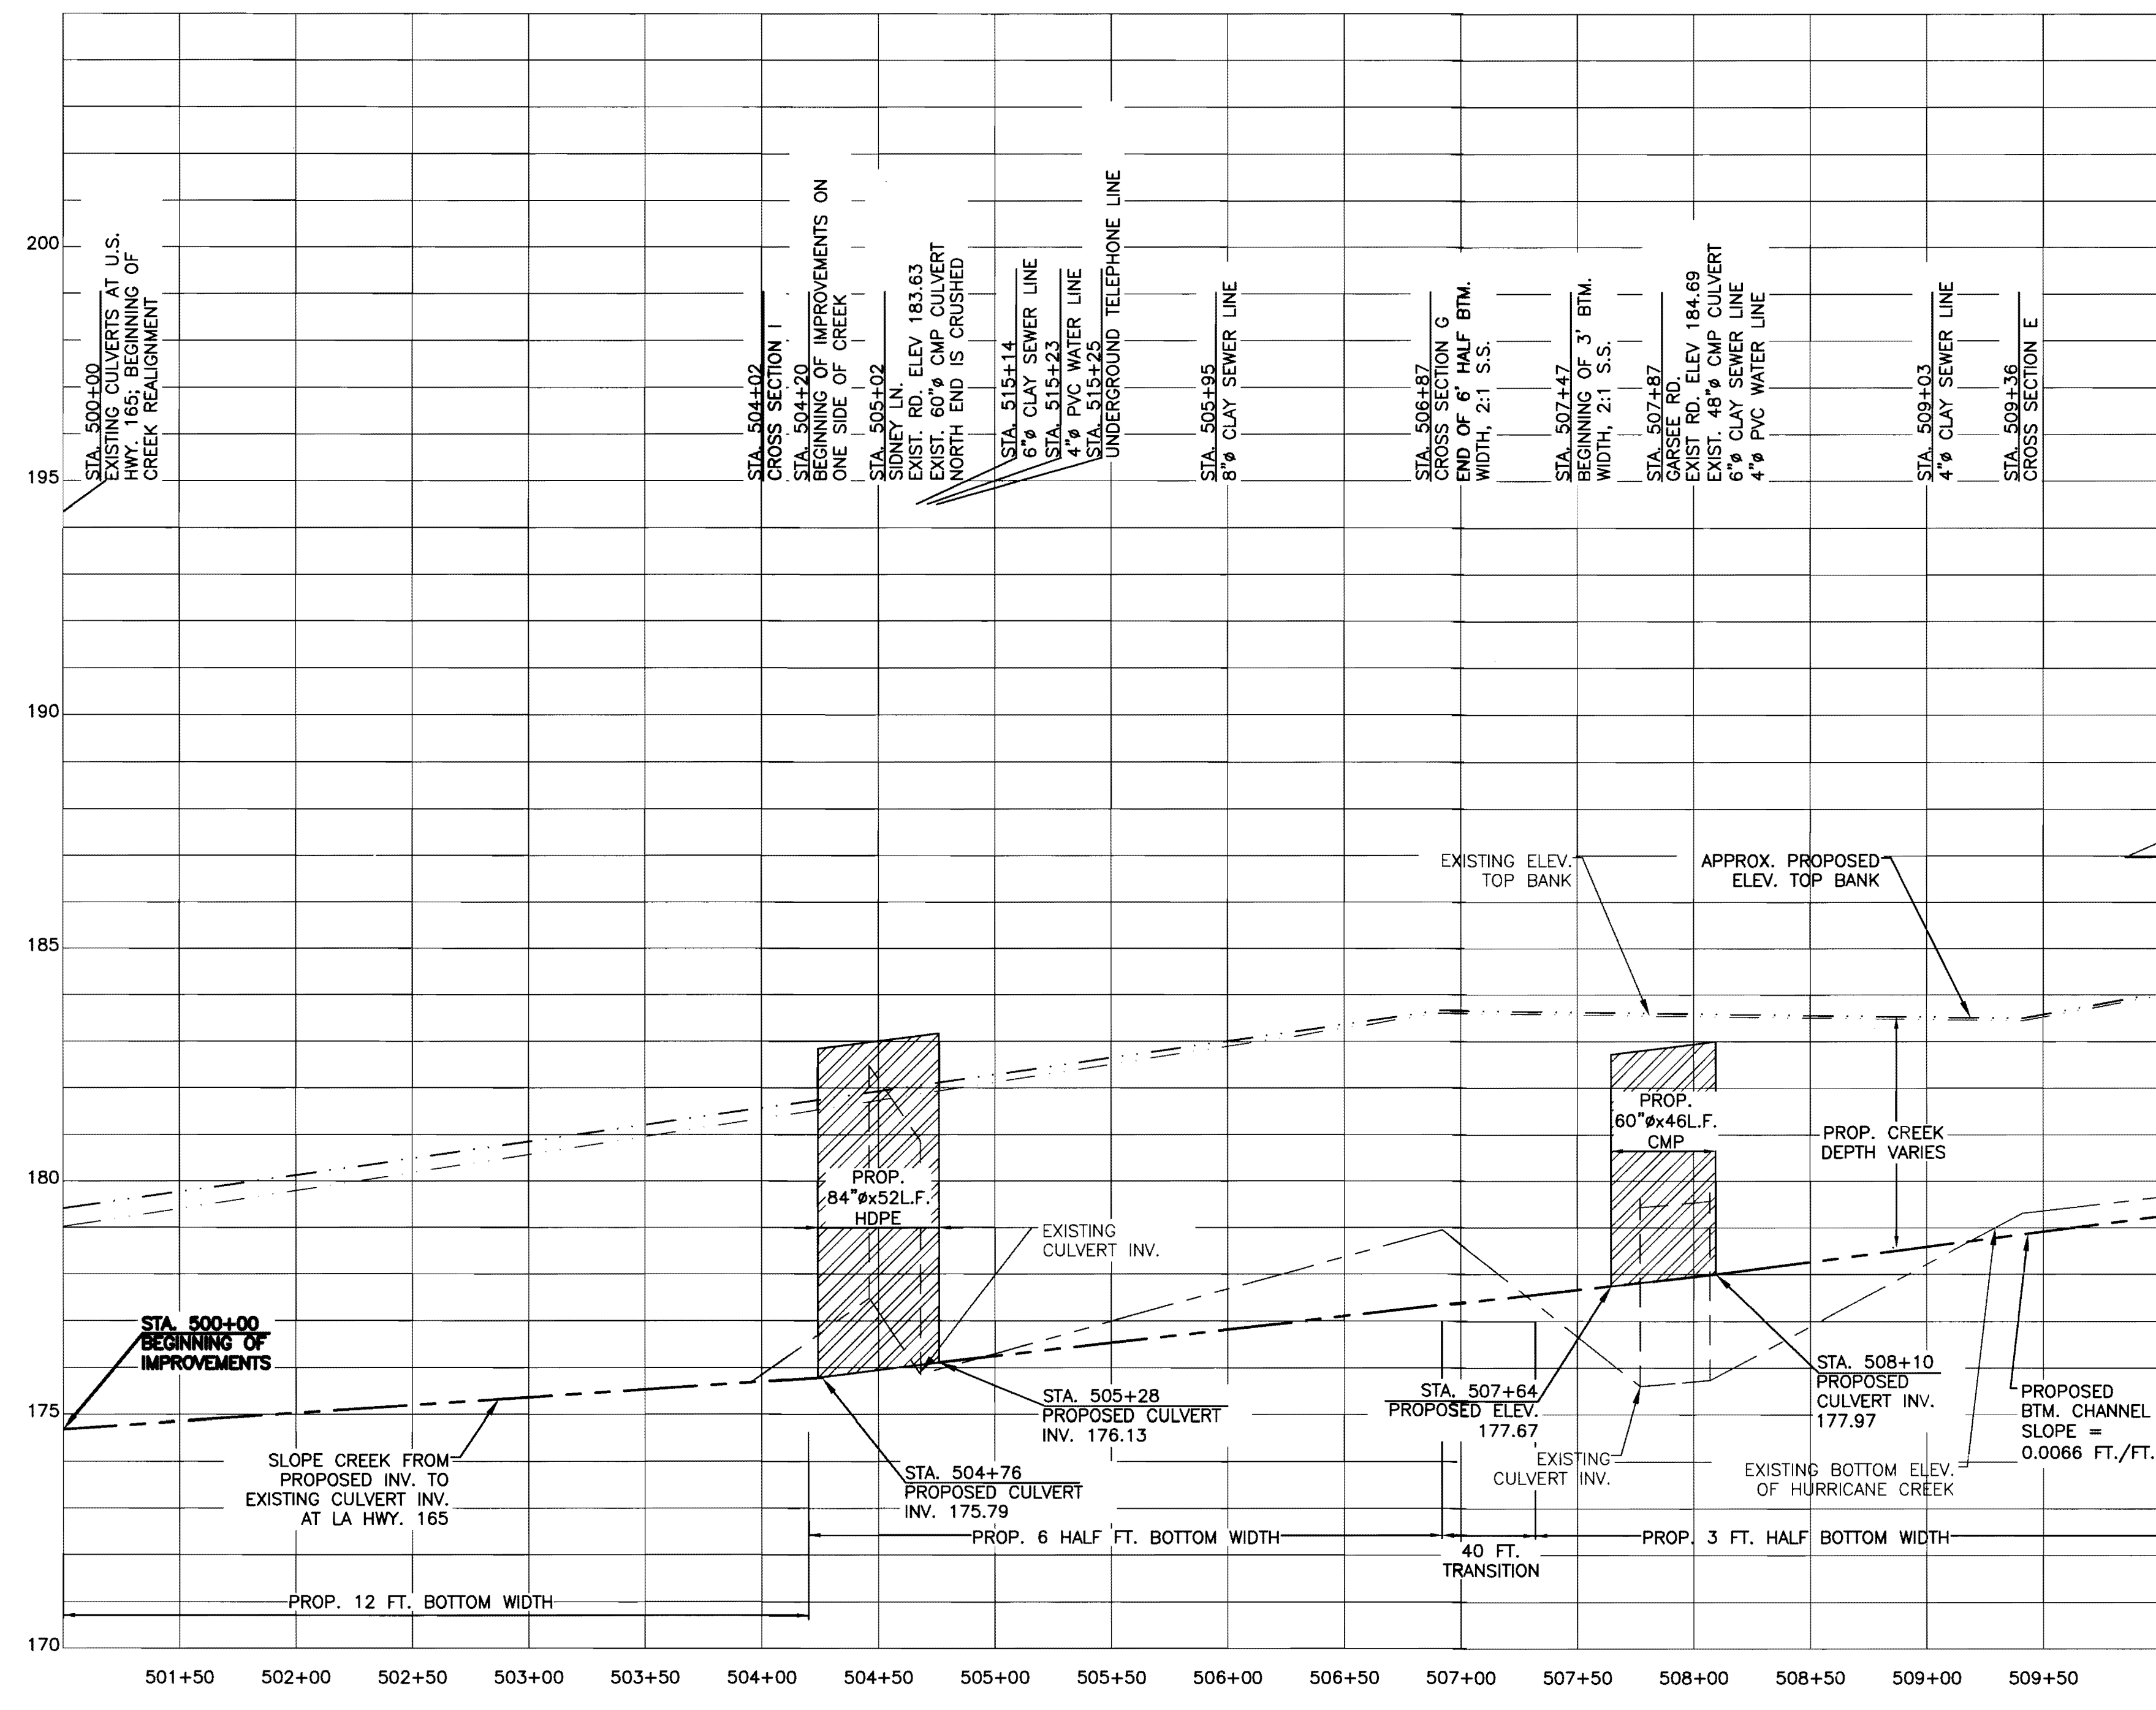 STA. 500+00
EXISTING CULVERTS AT U.S.
HWY. 165; BEGINNING OF
CREEK REALIGNMENT
STA. 504+02
CROSS SECTION I
STA. 504+20
BEGINNING OF IMPROVEMENTS ON
ONE SIDE OF CREEK
STA. 505+02
SIDNEY LN.
EXIST. RD. ELEV 183.63
EXIST. 60"ø CMP CULVERT
NORTH END IS CRUSHED
STA. 515+14
6"ø CLAY SEWER LINE
STA. 515+23
4"ø PVC WATER LINE
STA. 515+25
UNDERGROUND TELEPHONE LINE
STA. 505+95
8"ø CLAY SEWER LINE
STA. 506+87
CROSS SECTION G
END OF 6' HALF BTM.
WIDTH, 2:1 S.S.
STA. 507+47
BEGINNING OF 3' BTM.
WIDTH, 2:1 S.S.
STA. 507+87
GARSEE RD.
EXIST RD. ELEV 184.69
EXIST. 48"ø CMP CULVERT
6"ø CLAY SEWER LINE
4"ø PVC WATER LINE
STA. 509+03
4"ø CLAY SEWER LINE
STA. 509+36
CROSS SECTION E
200
195
190
185
180
175
170
EXISTING ELEV.
TOP BANK
APPROX. PROPOSED
ELEV. TOP BANK
PROP.
84"øx52L.F.
HDPE
EXISTING
CULVERT INV.
PROP.
60"øx46L.F.
CMP
PROP. CREEK
DEPTH VARIES
STA. 500+00
BEGINNING OF
IMPROVEMENTS
SLOPE CREEK FROM
PROPOSED INV. TO
EXISTING CULVERT INV.
AT LA HWY. 165
STA. 505+28
PROPOSED CULVERT
INV. 176.13
STA. 504+76
PROPOSED CULVERT
INV. 175.79
STA. 507+64
PROPOSED ELEV.
177.67
EXISTING
CULVERT INV.
STA. 508+10
PROPOSED
CULVERT INV.
177.97
EXISTING BOTTOM ELEV.
OF HURRICANE CREEK
PROPOSED
BTM. CHANNEL
SLOPE =
0.0066 FT./FT.
PROP. 6 HALF FT. BOTTOM WIDTH
40 FT.
TRANSITION
PROP. 3 FT. HALF BOTTOM WIDTH
PROP. 12 FT. BOTTOM WIDTH
501+50 502+00 502+50 503+00 503+50 504+00 504+50 505+00 505+50 506+00 506+50 507+00 507+50 508+00 508+50 509+00 509+50